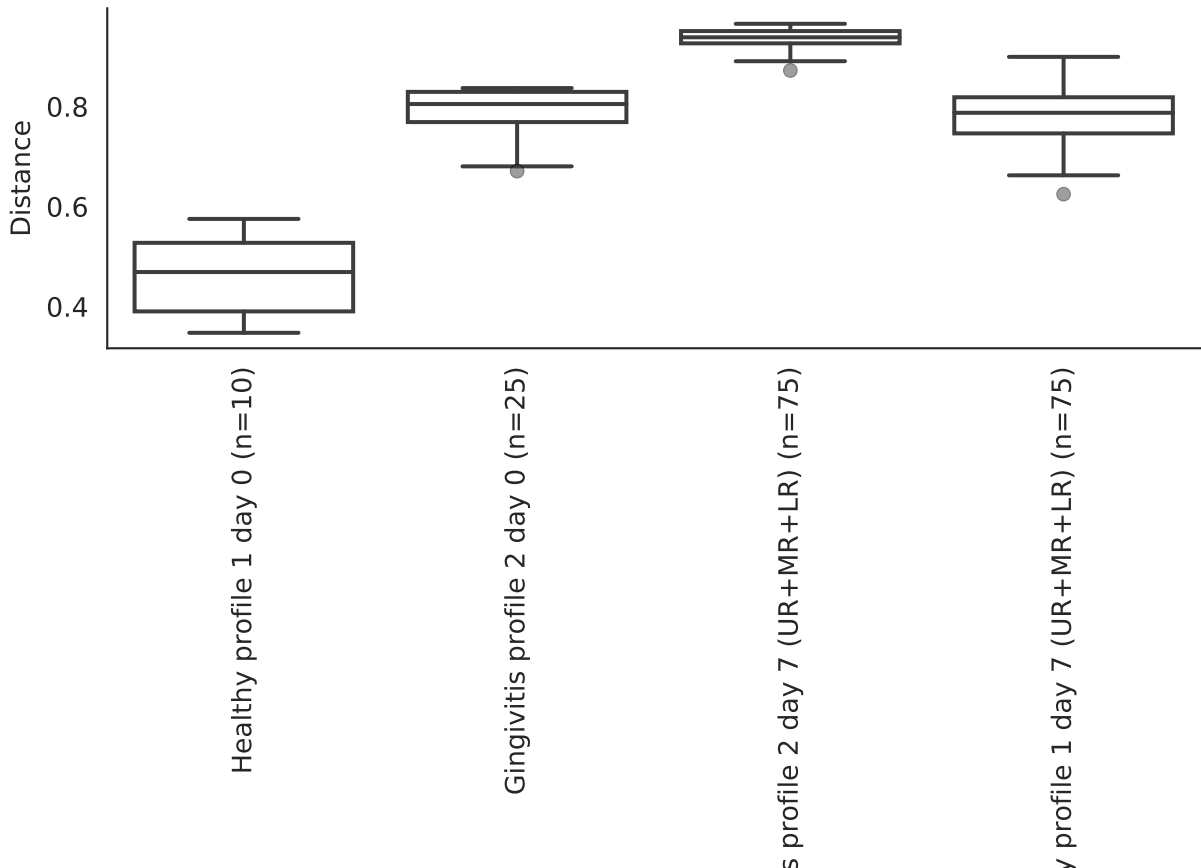 Distance
0.8
0.6
0.4
Healthy profile 1 day 0 (n=10)
Gingivitis profile 2 day 0 (n=25)
s profile 2 day 7 (UR+MR+LR) (n=75)
y profile 1 day 7 (UR+MR+LR) (n=75)